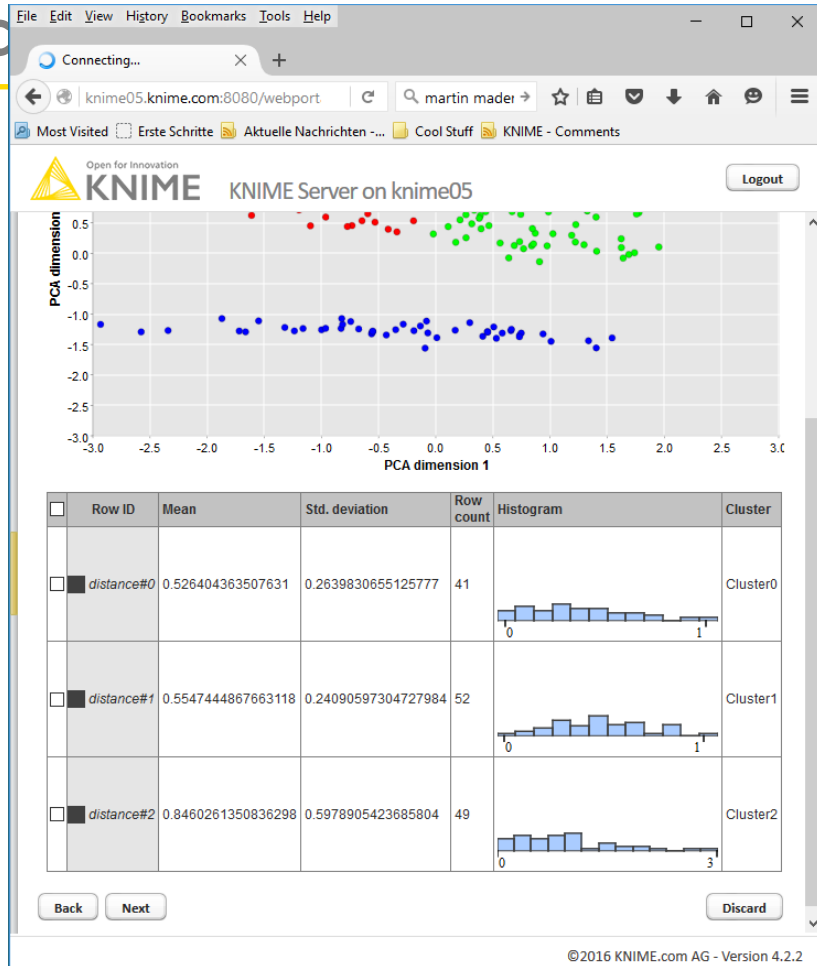 File Edit View History Bookmarks Tools Help
Connecting...
knime05.knime.com:8080/webport
martin mader
Most Visited Erste Schritte Aktuelle Nachrichten -... Cool Stuff KNIME - Comments
Open for Innovation
KNIME
KNIME Server on knime05
Logout
PCA dimension
0.5
0.0
-0.5
-1.0
-1.5
-2.0
-2.5
-3.0
-3.0 -2.5 -2.0 -1.5 -1.0 -0.5 0.0 0.5 1.0 1.5 2.0 2.5 3.0
PCA dimension 1
Row ID Mean Std. deviation Row count Histogram Cluster
distance#0 0.526404363507631 0.2639830655125777 41 Cluster0
0 1
distance#1 0.5547444867663118 0.24090597304727984 52 Cluster1
0 1
distance#2 0.8460261350836298 0.5978905423685804 49 Cluster2
0 3
Back Next Discard
©2016 KNIME.com AG - Version 4.2.2